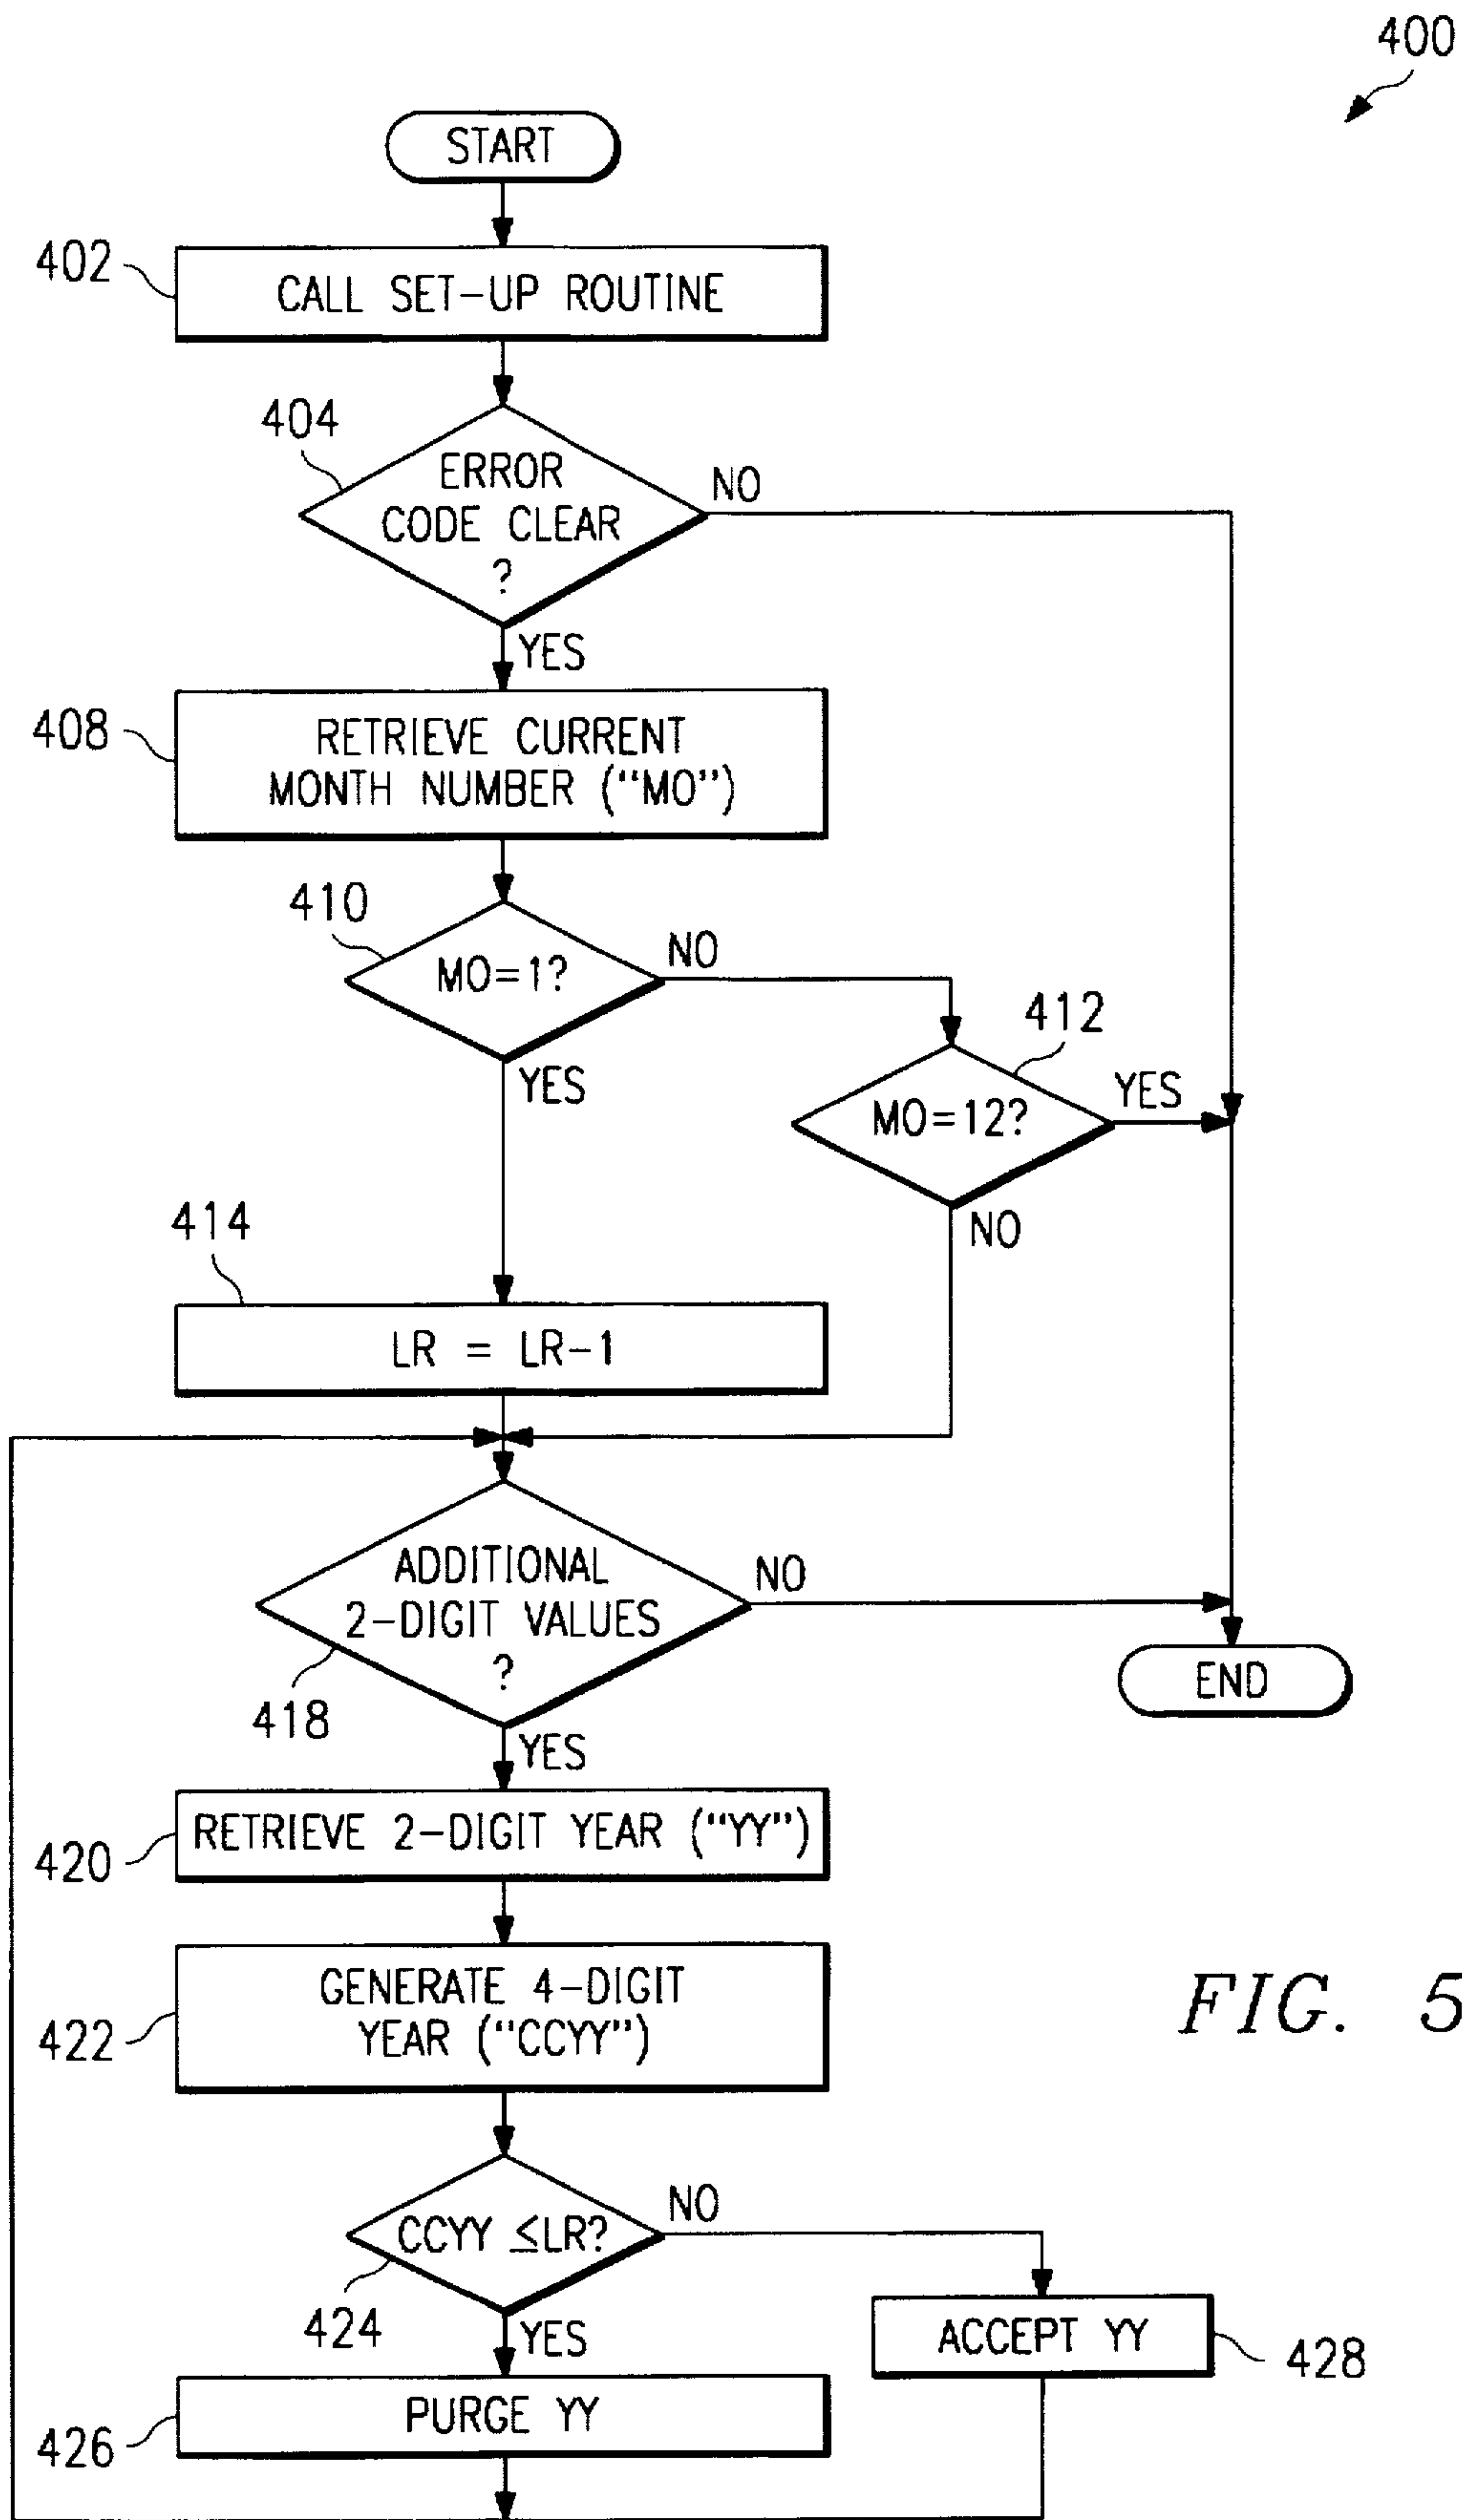 400
START
402
CALL SET-UP ROUTINE
404
ERROR
CODE CLEAR
?
NO
YES
408
RETRIEVE CURRENT
MONTH NUMBER ("MO")
410
MO=1?
NO
YES
412
MO=12?
YES
NO
414
LR = LR-1
ADDITIONAL
2-DIGIT VALUES
?
NO
418
YES
END
RETRIEVE 2-DIGIT YEAR ("YY")
420
GENERATE 4-DIGIT
YEAR ("CCYY")
422
FIG. 5
CCYY ≤LR?
NO
424
YES
ACCEPT YY
428
PURGE YY
426